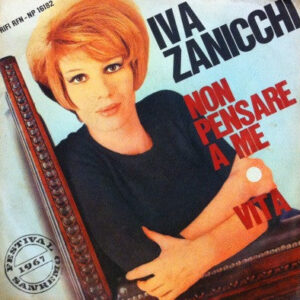 RIFI RFN - NP 16182
IVA
ZANICCHI
NON
PENSARE
A ME
VITA
FESTIVAL
1967
SANREMO